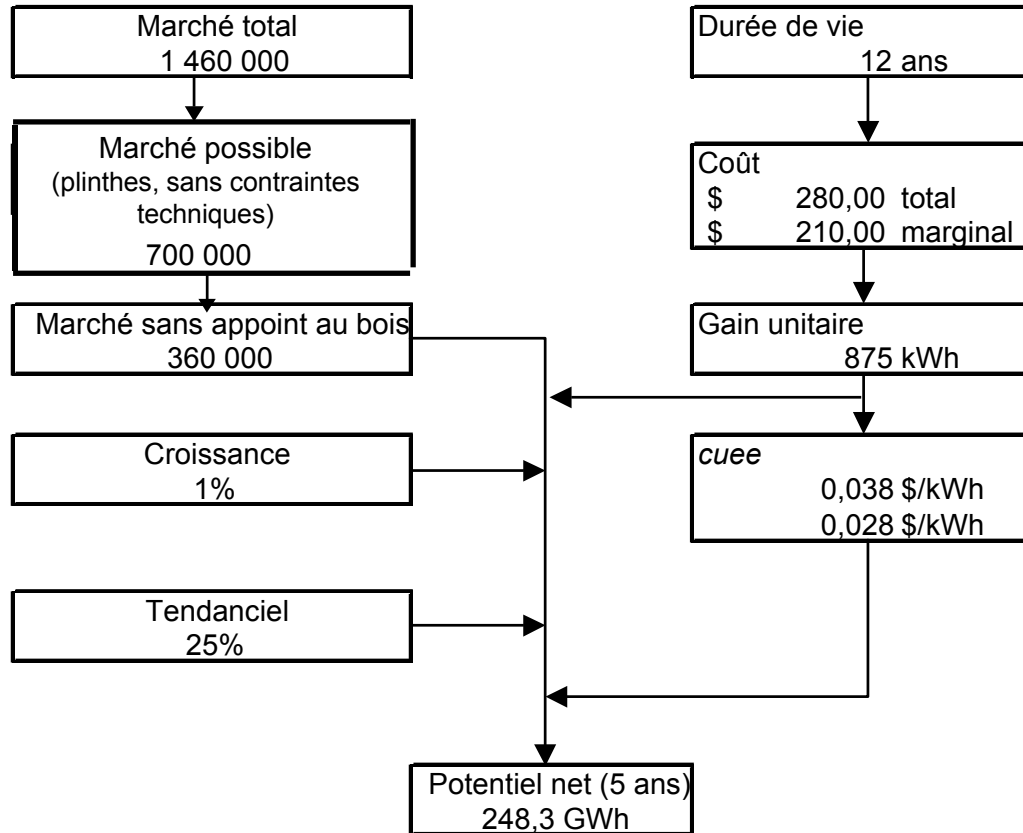 Marché total
1 460 000
Marché possible
(plinthes, sans contraintes
techniques)
700 000
Marché sans appoint au bois
360 000
Croissance
1%
Tendanciel
25%
Durée de vie
12 ans
Coût
$ 280,00 total
$ 210,00 marginal
Gain unitaire
875 kWh
cuee
0,038 $/kWh
0,028 $/kWh
Potentiel net (5 ans)
248,3 GWh